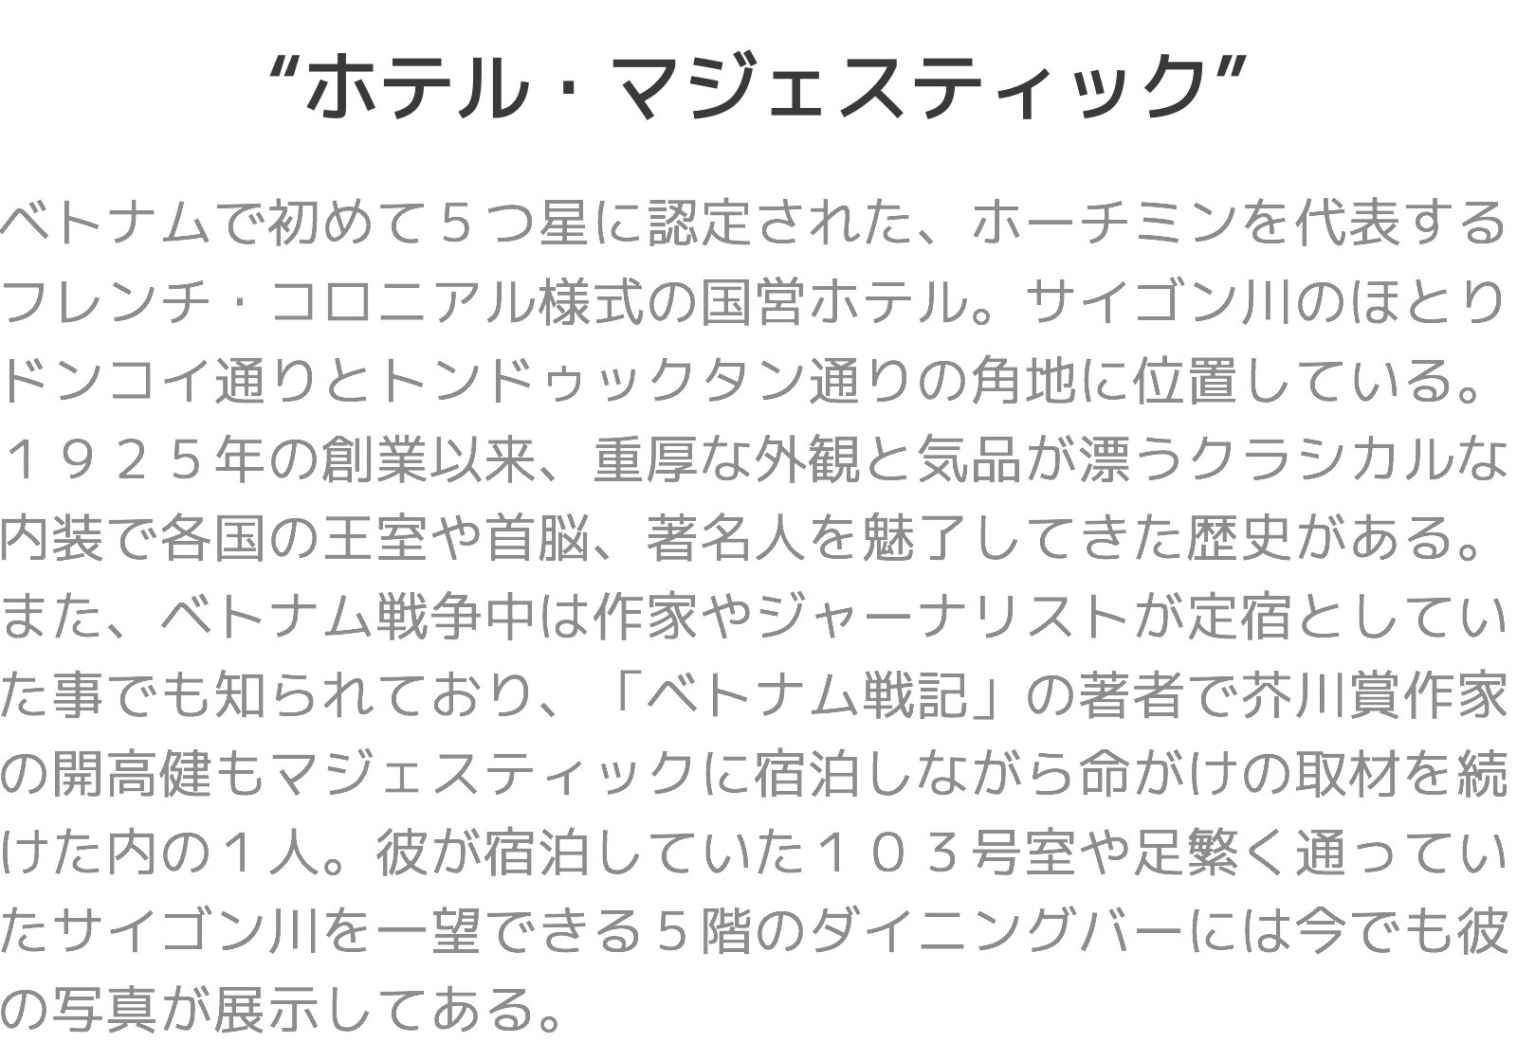 “ホテル・マジェスティック”
ベトナムで初めて５つ星に認定された、ホーチミンを代表する
フレンチ・コロニアル様式の国営ホテル。サイゴン川のほとり
ドンコイ通りとトンドゥックタン通りの角地に位置している。
１９２５年の創業以来、重厚な外観と気品が漂うクラシカルな
内装で各国の王室や首脳、著名人を魅了してきた歴史がある。
また、ベトナム戦争中は作家やジャーナリストが定宿としてい
た事でも知られており、「ベトナム戦記」の著者で芥川賞作家
の開高健もマジェスティックに宿泊しながら命がけの取材を続
けた内の１人。彼が宿泊していた１０３号室や足繁く通ってい
たサイゴン川を一望できる５階のダイニングバーには今でも彼
の写真が展示してある。